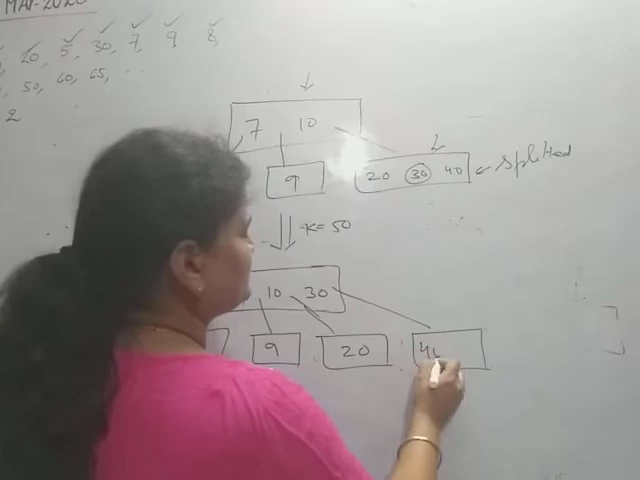 MAY-2020
20, 5, 30, 7, 9 8,
50, 60, 65, ..
2
7 10
9
20 30 40 splitted
k=50
10 30
9 20 40